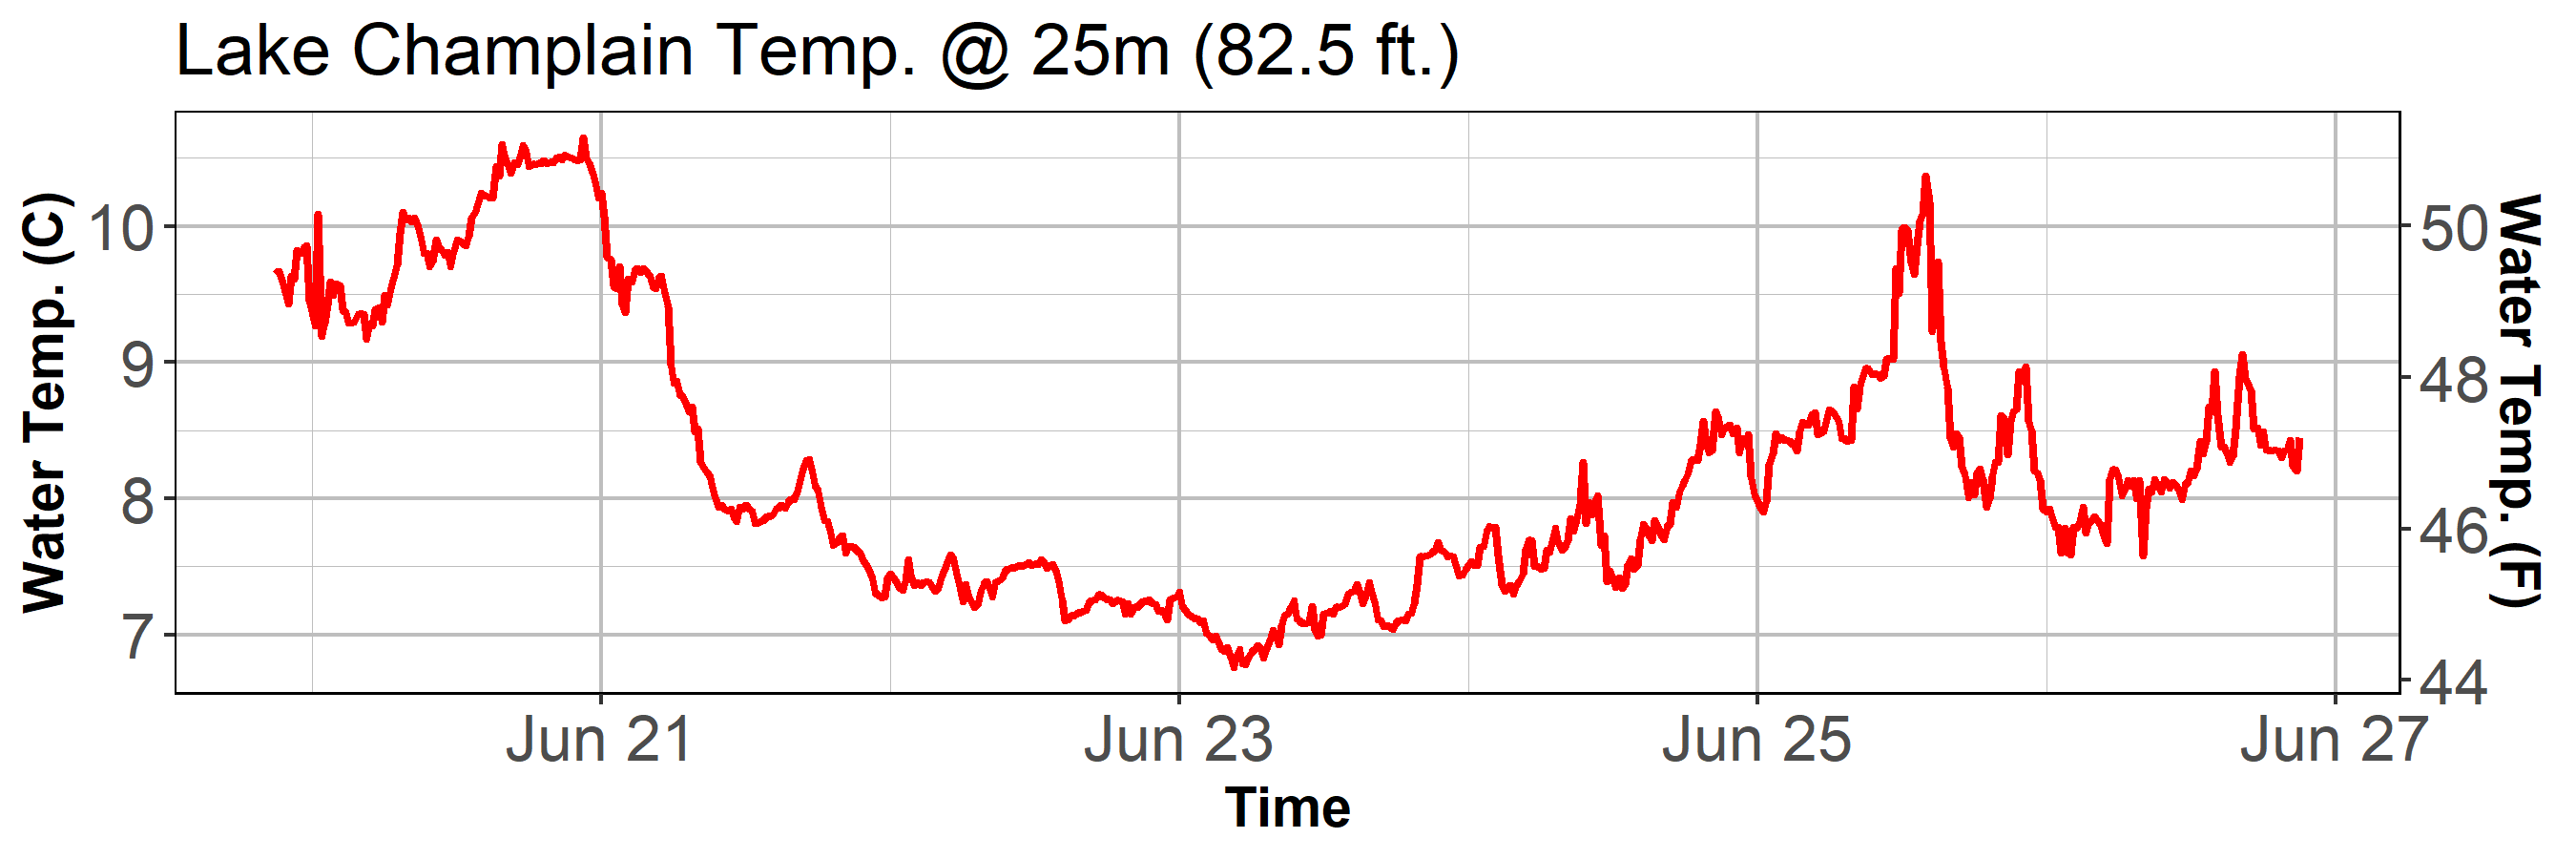 Lake Champlain Temp. @ 25m (82.5 ft.)
Water Temp. (C)
10
9
8
7
50
48
46
44
Water Temp. (F)
Jun 21 Jun 23 Jun 25 Jun 27
Time